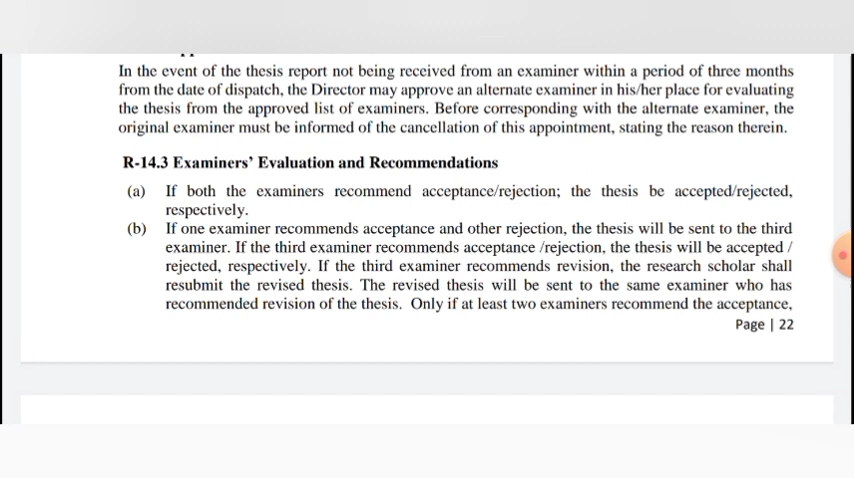 In the event of the thesis report not being received from an examiner within a period of three months
from the date of dispatch, the Director may approve an alternate examiner in his/her place for evaluating
the thesis from the approved list of examiners. Before corresponding with the alternate examiner, the
original examiner must be informed of the cancellation of this appointment, stating the reason therein.
R-14.3 Examiners' Evaluation and Recommendations
(a) If both the examiners recommend acceptance/rejection; the thesis be accepted/rejected,
respectively.
(b) If one examiner recommends acceptance and other rejection, the thesis will be sent to the third
examiner. If the third examiner recommends acceptance /rejection, the thesis will be accepted /
rejected, respectively. If the third examiner recommends revision, the research scholar shall
resubmit the revised thesis. The revised thesis will be sent to the same examiner who has
recommended revision of the thesis. Only if at least two examiners recommend the acceptance,
Page | 22